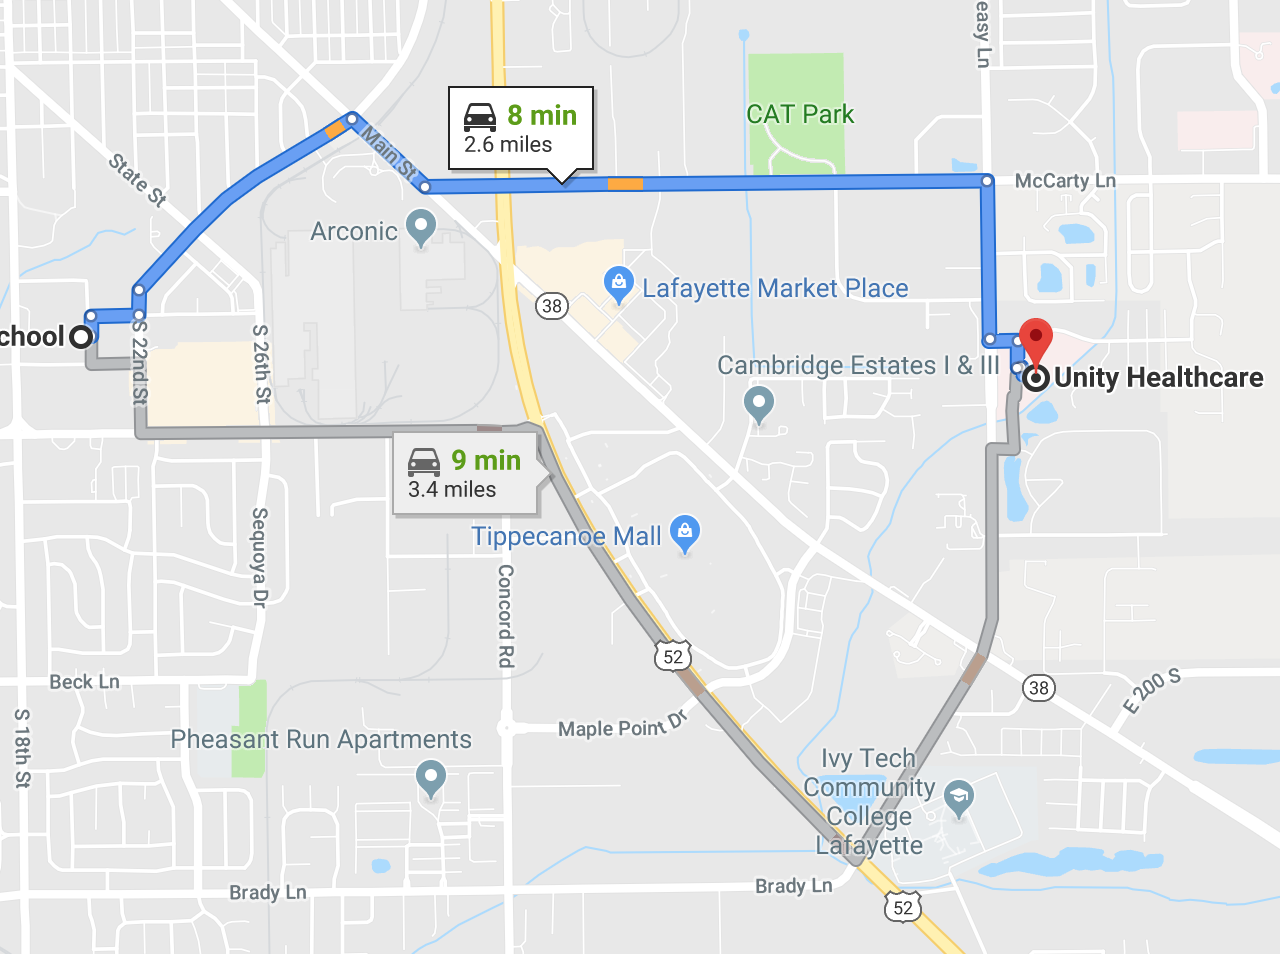 easy Ln
8 min
2.6 miles
CAT Park
Main St
State St
McCarty Ln
Arconic
Lafayette Market Place
38
chool
S 22nd St
S 26th St
Cambridge Estates I & III
Unity Healthcare
9 min
3.4 miles
Tippecanoe Mall
Sequoya Dr
Concord Rd
52
Beck Ln
38
E 200 S
S 18th St
Maple Point Dr
Pheasant Run Apartments
Ivy Tech
Community
College
Lafayette
Brady Ln
Brady Ln
52